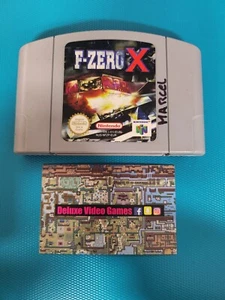 F-ZERO X
Nintendo
MARCEL
Deluxe Video Games